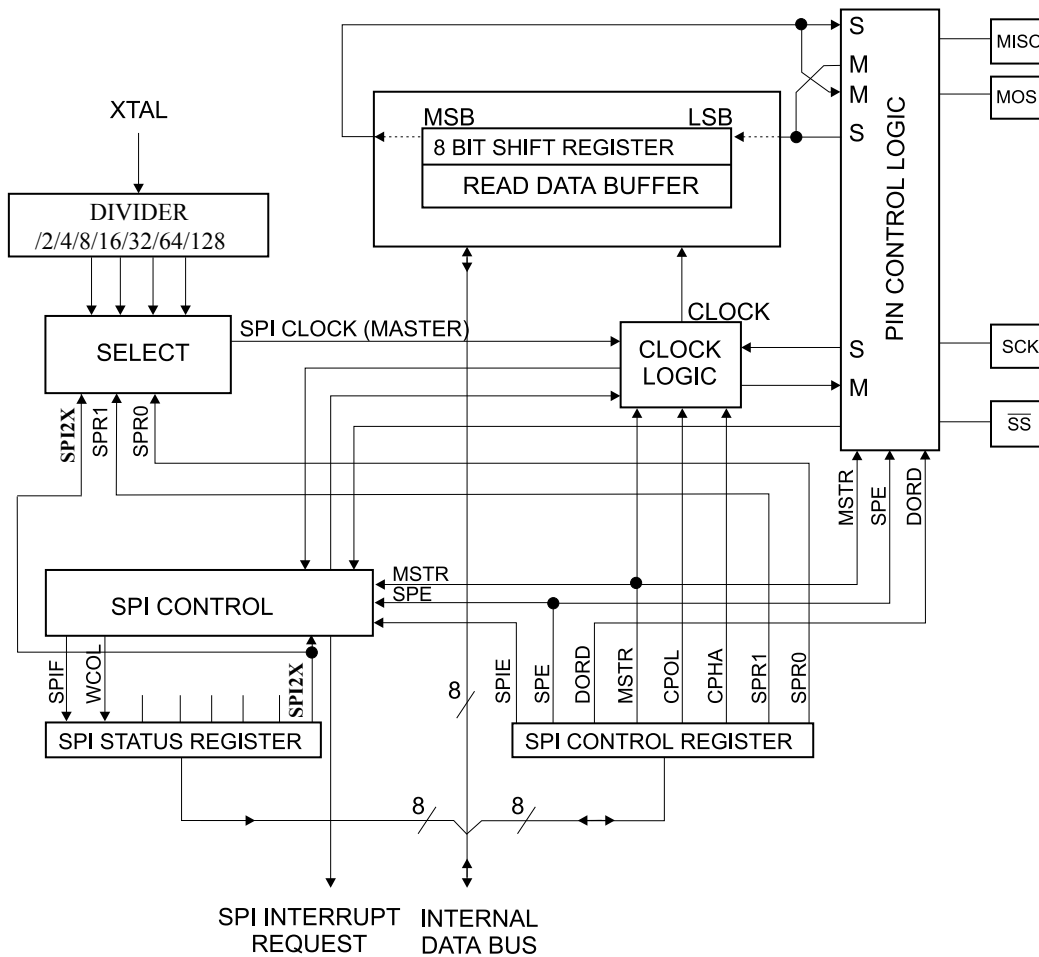 S
MISO
M
M
MOS
XTAL
MSB
LSB
S
8 BIT SHIFT REGISTER
READ DATA BUFFER
DIVIDER
/2/4/8/16/32/64/128
PIN CONTROL LOGIC
SPI CLOCK (MASTER)
CLOCK
SELECT
CLOCK
LOGIC
S
SCK
M
SPI2X
SPR1
SPR0
SS
MSTR
SPE
DORD
MSTR
SPE
SPI CONTROL
SPIF
WCOL
SPI2X
8
SPIE
SPE
DORD
MSTR
CPOL
CPHA
SPR1
SPR0
SPI STATUS REGISTER
SPI CONTROL REGISTER
8
8
SPI INTERRUPT
REQUEST
INTERNAL
DATA BUS